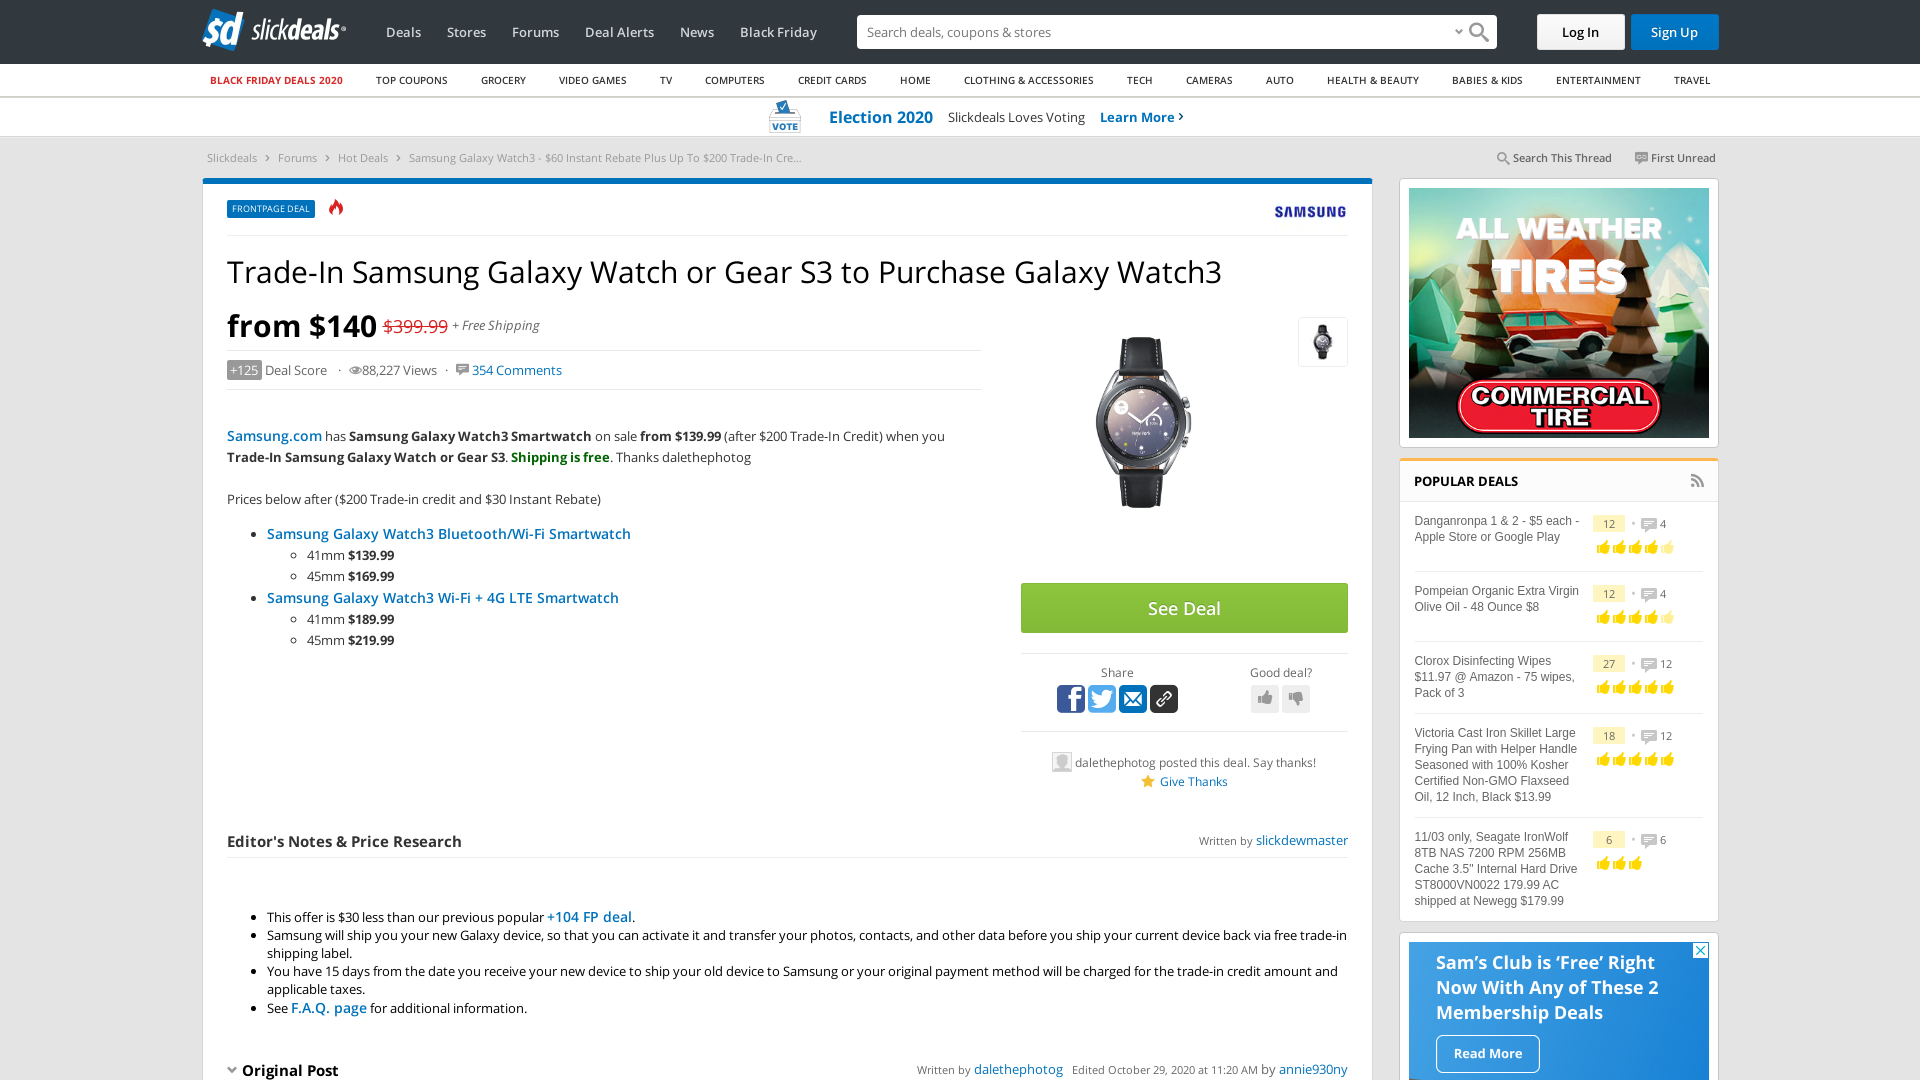 sd slickdeals
Deals
Stores
Forums
Deal Alerts
News
Black Friday
Search deals, coupons & stores
Log In
Sign Up
BLACK FRIDAY DEALS 2020
TOP COUPONS
GROCERY
VIDEO GAMES
TV
COMPUTERS
CREDIT CARDS
HOME
CLOTHING & ACCESSORIES
TECH
CAMERAS
AUTO
HEALTH & BEAUTY
BABIES & KIDS
ENTERTAINMENT
TRAVEL
VOTE
Election 2020 Slickdeals Loves Voting Learn More
Slickdeals > Forums > Hot Deals > Samsung Galaxy Watch3 - $60 Instant Rebate Plus Up To $200 Trade-In Cre...
Search This Thread
First Unread
FRONTPAGE DEAL
SAMSUNG
Trade-In Samsung Galaxy Watch or Gear S3 to Purchase Galaxy Watch3
from $140 $399.99 + Free Shipping
+125 Deal Score · 88,227 Views · 354 Comments
Samsung.com has Samsung Galaxy Watch3 Smartwatch on sale from $139.99 (after $200 Trade-In Credit) when you
Trade-In Samsung Galaxy Watch or Gear S3. Shipping is free. Thanks dalethephotog
Prices below after ($200 Trade-in credit and $30 Instant Rebate)
Samsung Galaxy Watch3 Bluetooth/Wi-Fi Smartwatch
41mm $139.99
45mm $169.99
Samsung Galaxy Watch3 Wi-Fi + 4G LTE Smartwatch
41mm $189.99
45mm $219.99
See Deal
Share
Good deal?
dalethephotog posted this deal. Say thanks!
Give Thanks
Editor's Notes & Price Research
Written by slickdewmaster
This offer is $30 less than our previous popular +104 FP deal.
Samsung will ship you your new Galaxy device, so that you can activate it and transfer your photos, contacts, and other data before you ship your current device back via free trade-in
shipping label.
You have 15 days from the date you receive your new device to ship your old device to Samsung or your original payment method will be charged for the trade-in credit amount and
applicable taxes.
See F.A.Q. page for additional information.
Original Post
Written by dalethephotog Edited October 29, 2020 at 11:20 AM by annie930ny
ALL WEATHER
TIRES
COMMERCIAL
TIRE
POPULAR DEALS
Danganronpa 1 & 2 - $5 each -
Apple Store or Google Play
12 • 4
Pompeian Organic Extra Virgin
Olive Oil - 48 Ounce $8
12 • 4
Clorox Disinfecting Wipes
$11.97 @ Amazon - 75 wipes,
Pack of 3
27 • 12
Victoria Cast Iron Skillet Large
Frying Pan with Helper Handle
Seasoned with 100% Kosher
Certified Non-GMO Flaxseed
Oil, 12 Inch, Black $13.99
18 • 12
11/03 only, Seagate IronWolf
8TB NAS 7200 RPM 256MB
Cache 3.5" Internal Hard Drive
ST8000VN0022 179.99 AC
shipped at Newegg $179.99
6 • 6
Sam's Club is 'Free' Right
Now With Any of These 2
Membership Deals
Read More